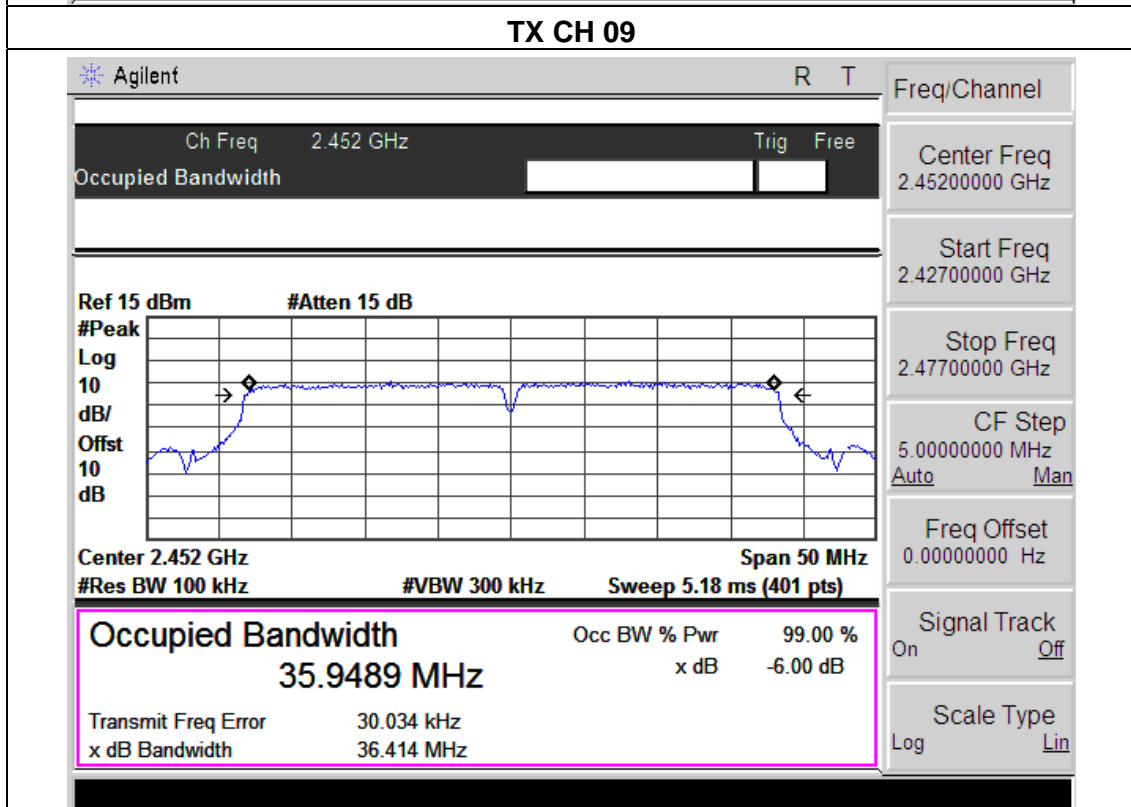 TX CH 09
Agilent R T
Ch Freq 2.452 GHz Trig Free
Occupied Bandwidth
Ref 15 dBm #Atten 15 dB
#Peak
Log
10
dB/
Offst
10
dB
Center 2.452 GHz Span 50 MHz
#Res BW 100 kHz #VBW 300 kHz Sweep 5.18 ms (401 pts)
Occupied Bandwidth Occ BW % Pwr 99.00 %
35.9489 MHz x dB -6.00 dB
Transmit Freq Error 30.034 kHz
x dB Bandwidth 36.414 MHz
Freq/Channel
Center Freq
2.45200000 GHz
Start Freq
2.42700000 GHz
Stop Freq
2.47700000 GHz
CF Step
5.00000000 MHz
Auto Man
Freq Offset
0.00000000 Hz
Signal Track
On Off
Scale Type
Log Lin